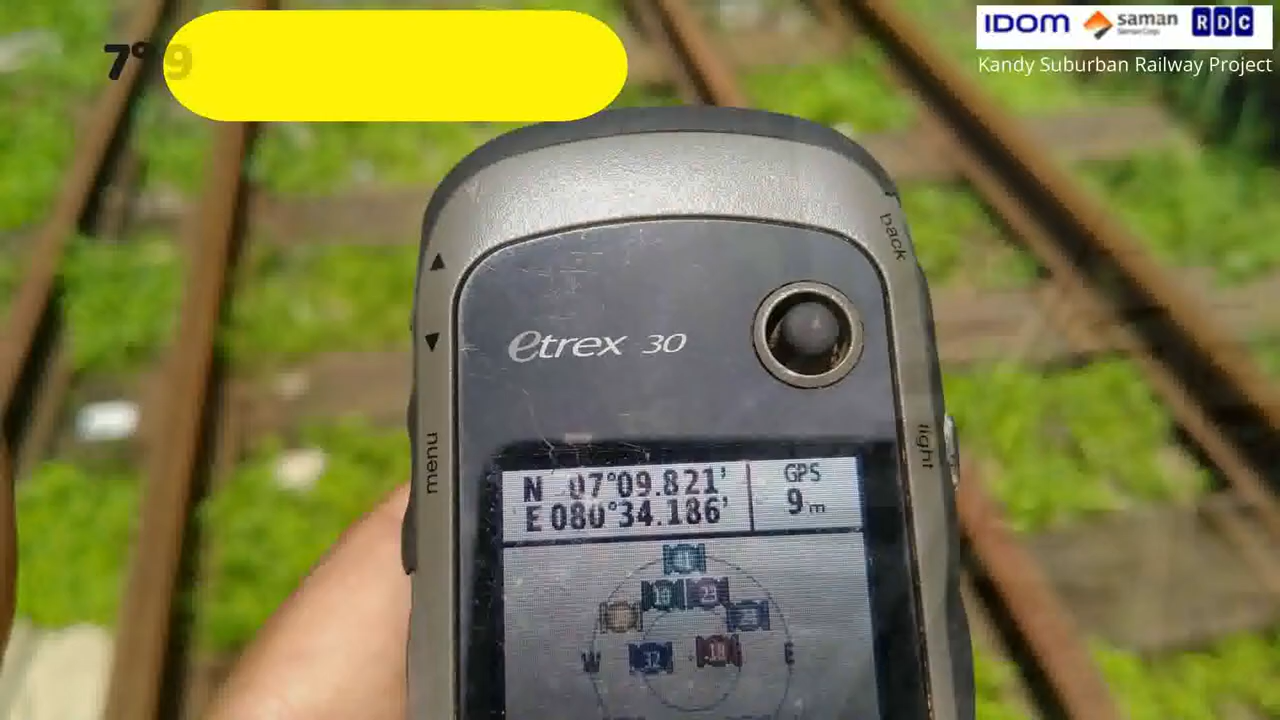 7°9
IDOM
saman
RDC
Kandy Suburban Railway Project
back
etrex 30
menu
light
N 07°09.821'
E 080°34.186'
GPS
9m
W
E